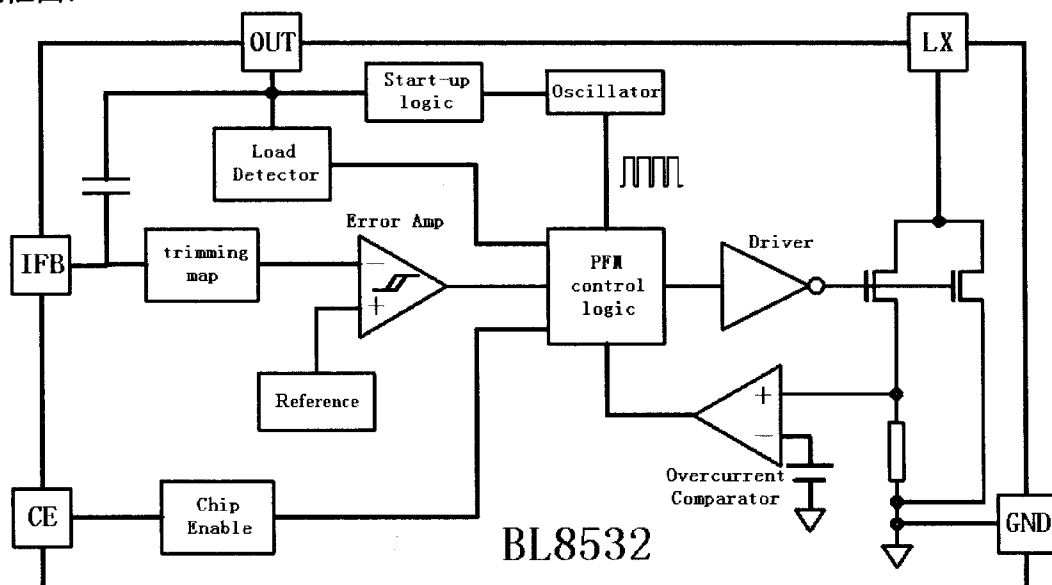 OUT
LX
Start-up
logic
Oscillator
Load
Detector
Error Amp
IFB
trimming
map
−
+
PFM
control
logic
Driver
Reference
+
−
Overcurrent
Comparator
CE
Chip
Enable
BL8532
GND